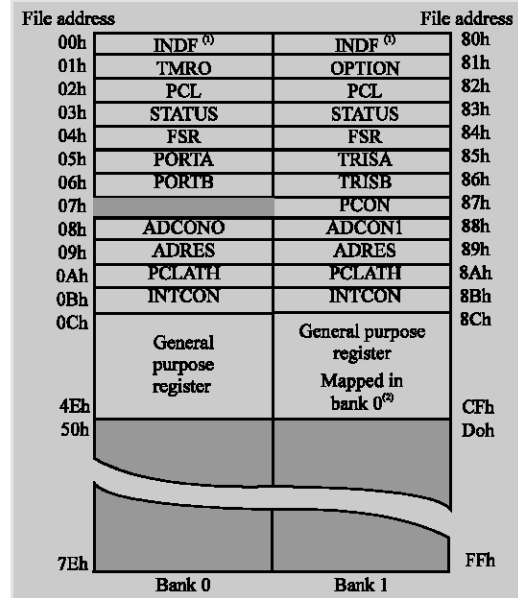 File address File address
00h INDF (1) INDF (1) 80h
01h TMRO OPTION 81h
02h PCL PCL 82h
03h STATUS STATUS 83h
04h FSR FSR 84h
05h PORTA TRISA 85h
06h PORTB TRISB 86h
07h PCON 87h
08h ADCONO ADCON1 88h
09h ADRES ADRES 89h
0Ah PCLATH PCLATH 8Ah
0Bh INTCON INTCON 8Bh
0Ch 8Ch
General General purpose
purpose register
register Mapped in
4Eh bank 0(2) CFh
50h Doh
7Eh FFh
Bank 0 Bank 1